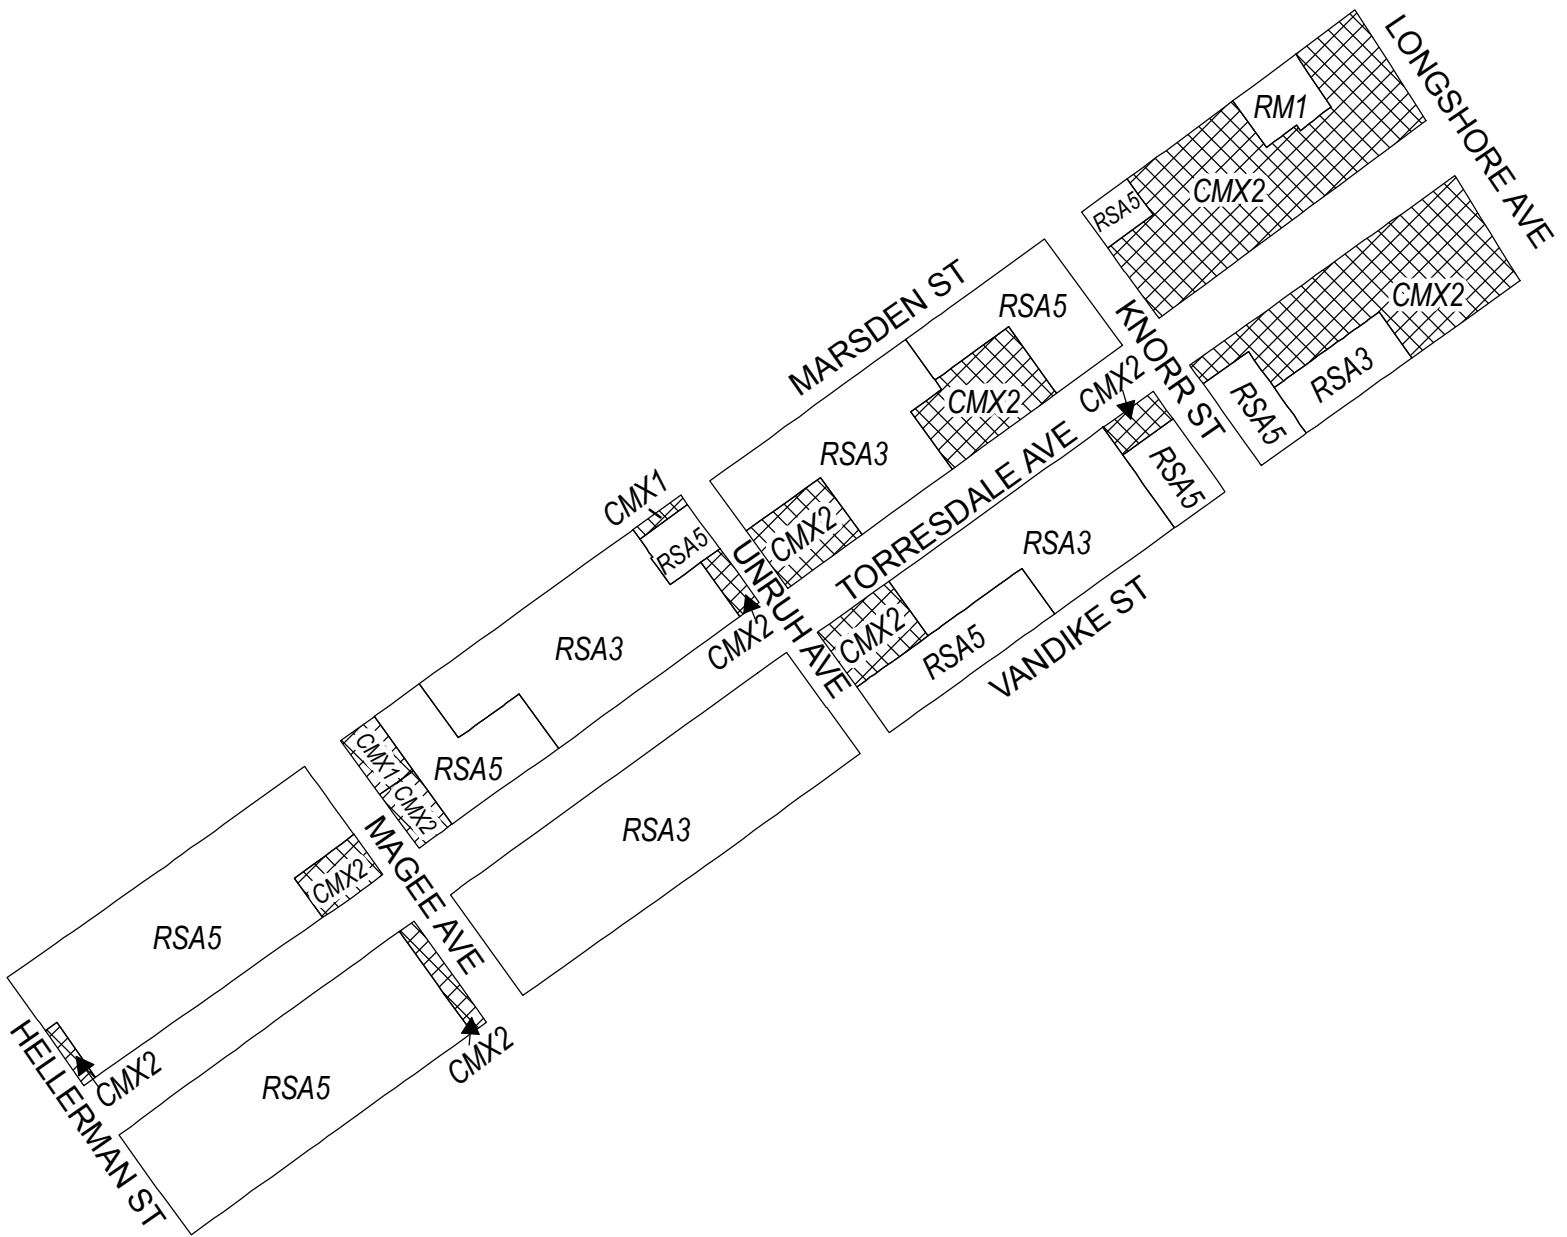 LONGSHORE AVE
RM1
CMX2
RSA5
MARSDEN ST
RSA5
CMX2
KNORR ST
CMX2
CMX2
RSA3
RSA5
RSA3
CMX2
TORRESDALE AVE
RSA5
CMX1
RSA5
CMX2
UNRUH AVE
RSA3
CMX2
CMX2
RSA5
VANDIKE ST
RSA3
CMX1
CMX2
RSA5
RSA3
MAGEE AVE
CMX2
RSA5
CMX2
HELLERMAN ST
CMX2
RSA5